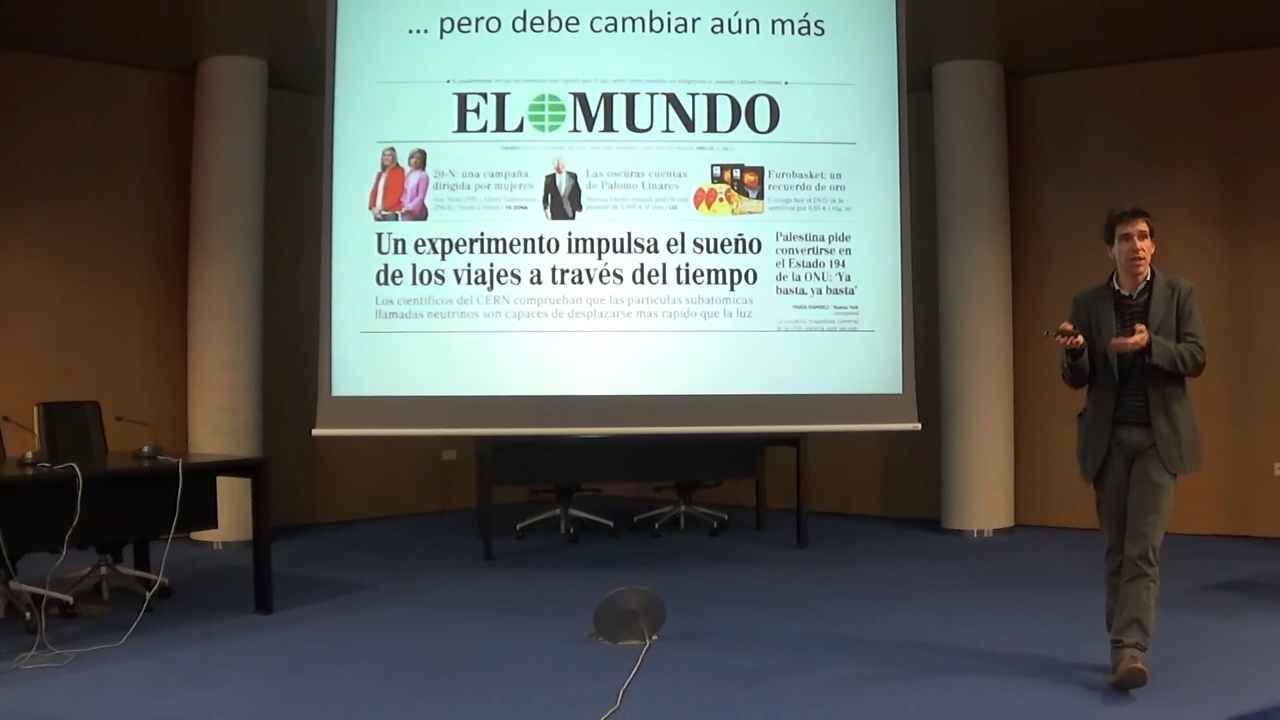 ... pero debe cambiar aún más
EL MUNDO
20-N: una campaña
dirigida por mujeres
Las oscuras cuentas
de Palomo Linares
Eurobasket: un
recuerdo de oro
Un experimento impulsa el sueño
de los viajes a través del tiempo
Los científicos del CERN comprueban que las partículas subatómicas
llamadas neutrinos son capaces de desplazarse más rápido que la luz
Palestina pide
convertirse en
el Estado 194
de la ONU: ‘Ya
basta, ya basta’